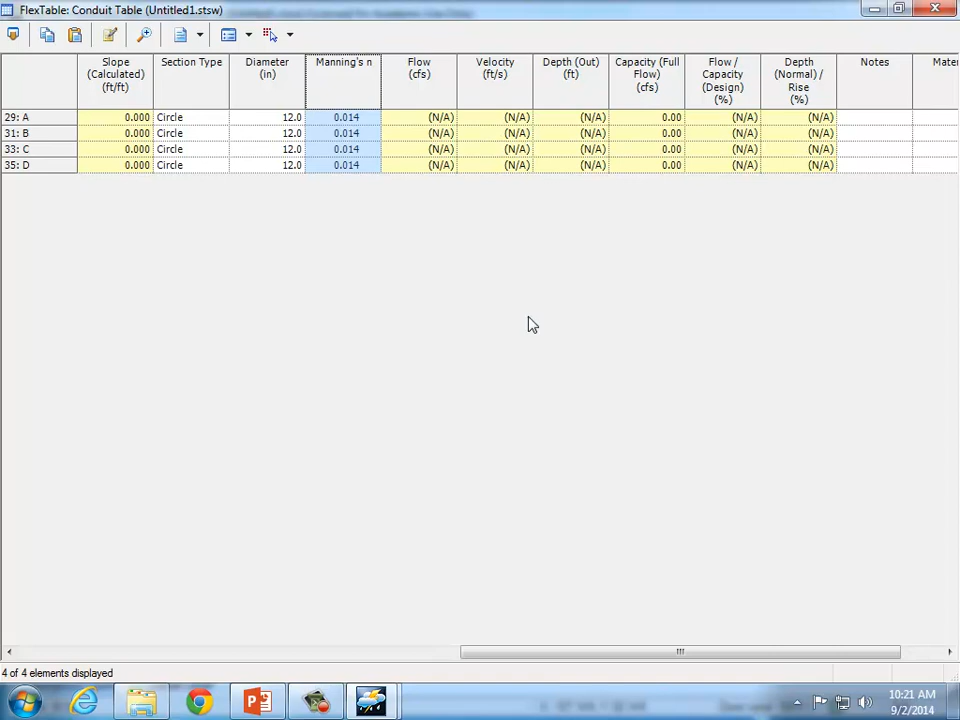 FlexTable: Conduit Table (Untitled1.stsw)
Slope (Calculated) (ft/ft) Section Type Diameter (in) Manning's n Flow (cfs) Velocity (ft/s) Depth (Out) (ft) Capacity (Full Flow) (cfs) Flow / Capacity (Design) (%) Depth (Normal) / Rise (%) Notes Mater
29: A 0.000 Circle 12.0 0.014 (N/A) (N/A) (N/A) 0.00 (N/A) (N/A)
31: B 0.000 Circle 12.0 0.014 (N/A) (N/A) (N/A) 0.00 (N/A) (N/A)
33: C 0.000 Circle 12.0 0.014 (N/A) (N/A) (N/A) 0.00 (N/A) (N/A)
35: D 0.000 Circle 12.0 0.014 (N/A) (N/A) (N/A) 0.00 (N/A) (N/A)
4 of 4 elements displayed
10:21 AM
9/2/2014